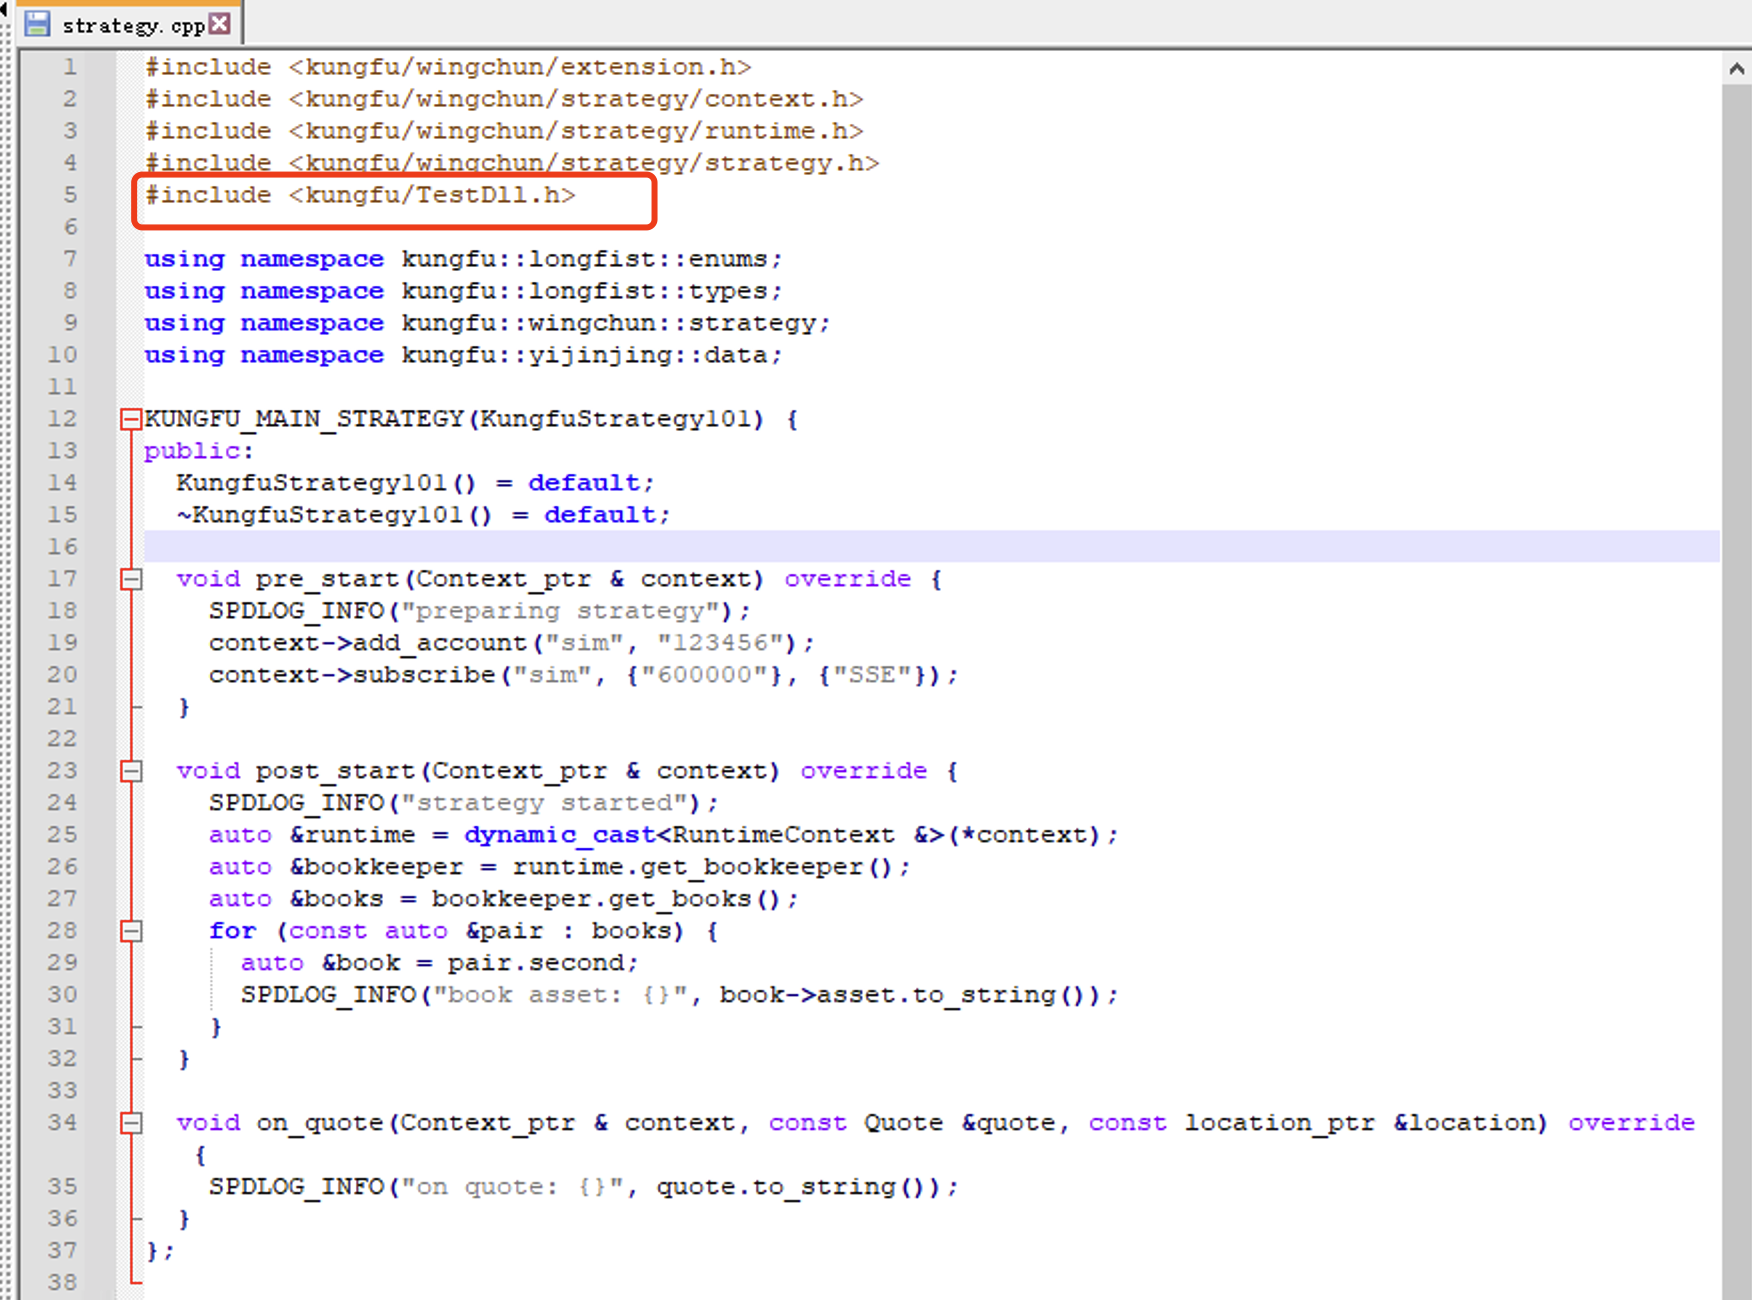 strategy.cpp
1 #include <kungfu/wingchun/extension.h>
2 #include <kungfu/wingchun/strategy/context.h>
3 #include <kungfu/wingchun/strategy/runtime.h>
4 #include <kungfu/wingchun/strategy/strategy.h>
5 #include <kungfu/TestDll.h>
6
7 using namespace kungfu::longfist::enums;
8 using namespace kungfu::longfist::types;
9 using namespace kungfu::wingchun::strategy;
10 using namespace kungfu::yijinjing::data;
11
12 KUNGFU_MAIN_STRATEGY(KungfuStrategy101) {
13 public:
14   KungfuStrategy101() = default;
15   ~KungfuStrategy101() = default;
16
17   void pre_start(Context_ptr & context) override {
18     SPDLOG_INFO("preparing strategy");
19     context->add_account("sim", "123456");
20     context->subscribe("sim", {"600000"}, {"SSE"});
21   }
22
23   void post_start(Context_ptr & context) override {
24     SPDLOG_INFO("strategy started");
25     auto &runtime = dynamic_cast<RuntimeContext &>(*context);
26     auto &bookkeeper = runtime.get_bookkeeper();
27     auto &books = bookkeeper.get_books();
28     for (const auto &pair : books) {
29       auto &book = pair.second;
30       SPDLOG_INFO("book asset: {}", book->asset.to_string());
31     }
32   }
33
34   void on_quote(Context_ptr & context, const Quote &quote, const location_ptr &location) override
{
35     SPDLOG_INFO("on quote: {}", quote.to_string());
36   }
37 };
38